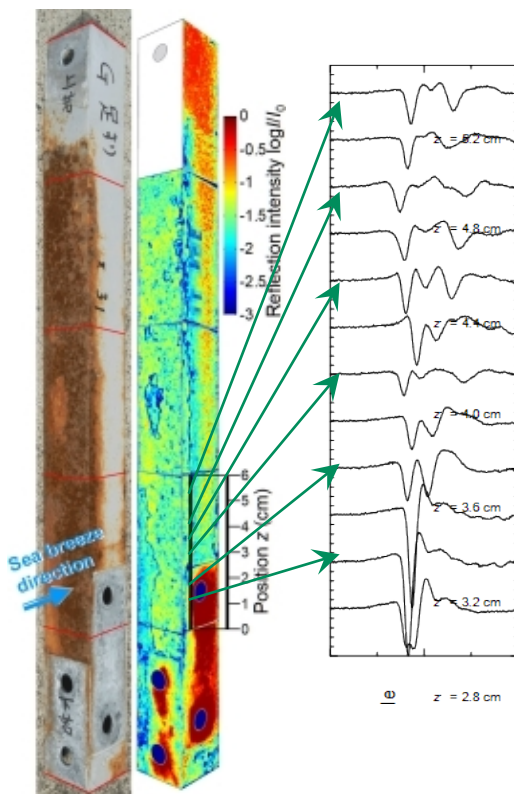 Reflection intensity logI/I0
0
-0.5
-1
-1.5
-2
-2.5
-3
Position z (cm)
6
5
4
3
2
1
0
Sea breeze
direction
z = 5.2 cm
z = 4.8 cm
z = 4.4 cm
z = 4.0 cm
z = 3.6 cm
z = 3.2 cm
z = 2.8 cm
le